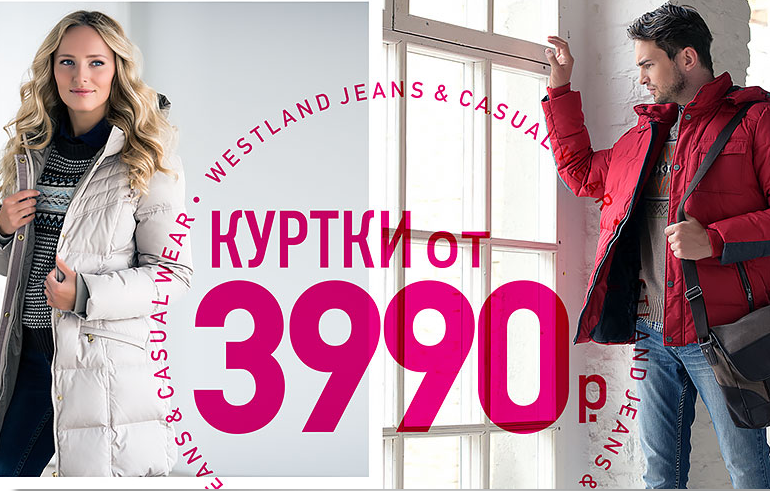 WESTLAND JEANS & CASUAL WEAR • WESTLAND JEANS & CASUAL WEAR •
КУРТКИ от
3990 р.